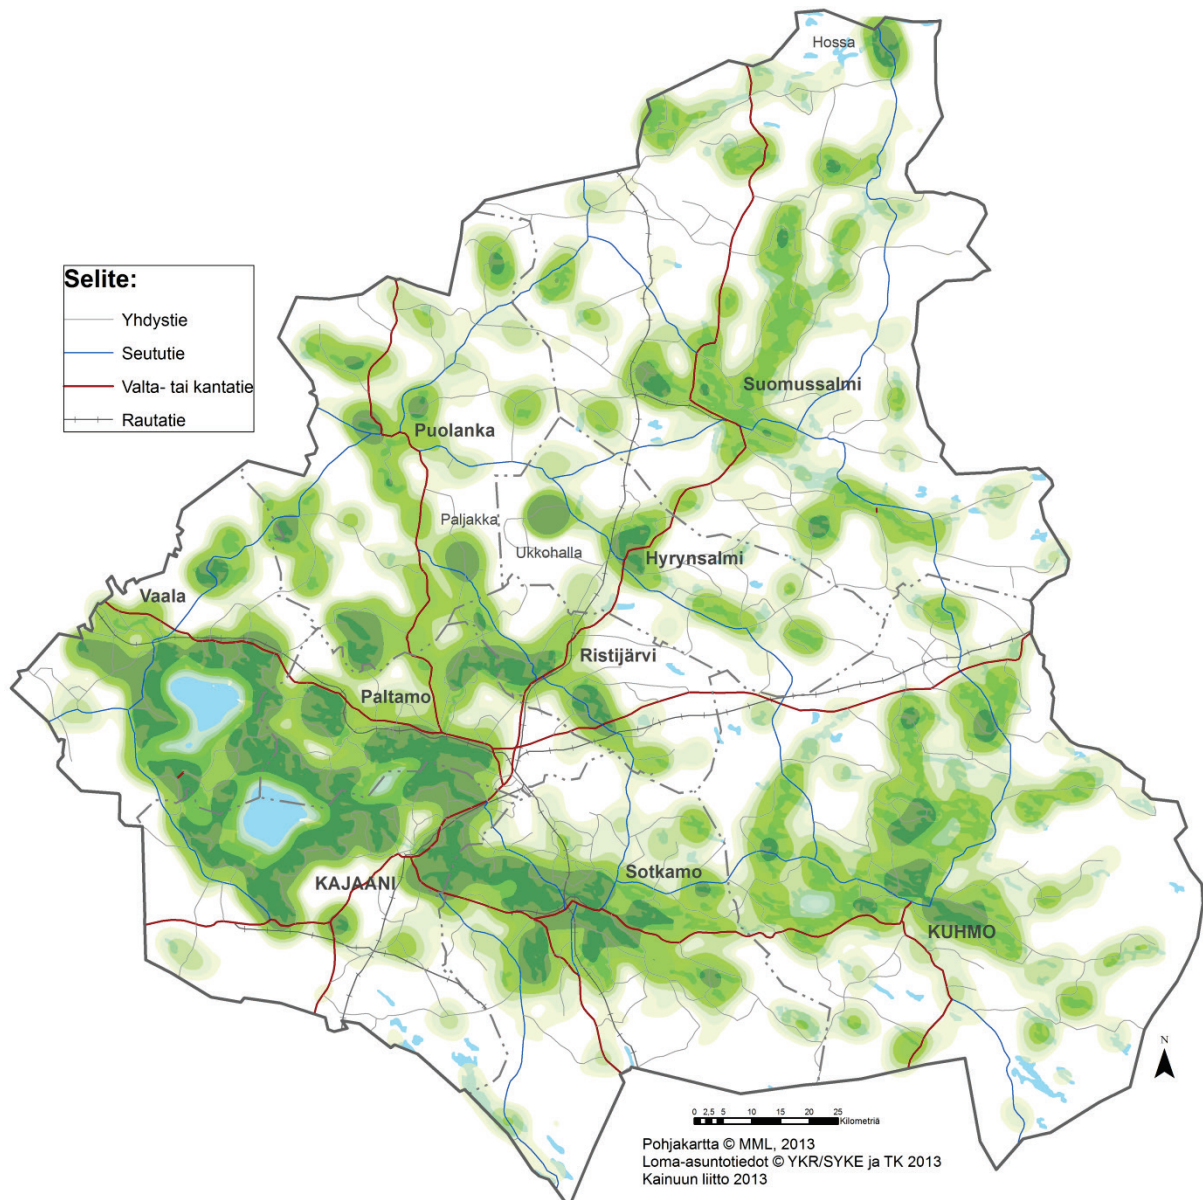 Hossa
Selite:
Yhdystie
Seututie
Valta- tai kantatie
Rautatie
Suomussalmi
Puolanka
Paljakka
Ukkohalla
Hyrynsalmi
Vaala
Ristijärvi
Paltamo
Sotkamo
KAJAANI
KUHMO
N
0 2,5 5 10 15 20 25
Kilometriä
Pohjakartta © MML, 2013
Loma-asuntotiedot © YKR/SYKE ja TK 2013
Kainuun liitto 2013